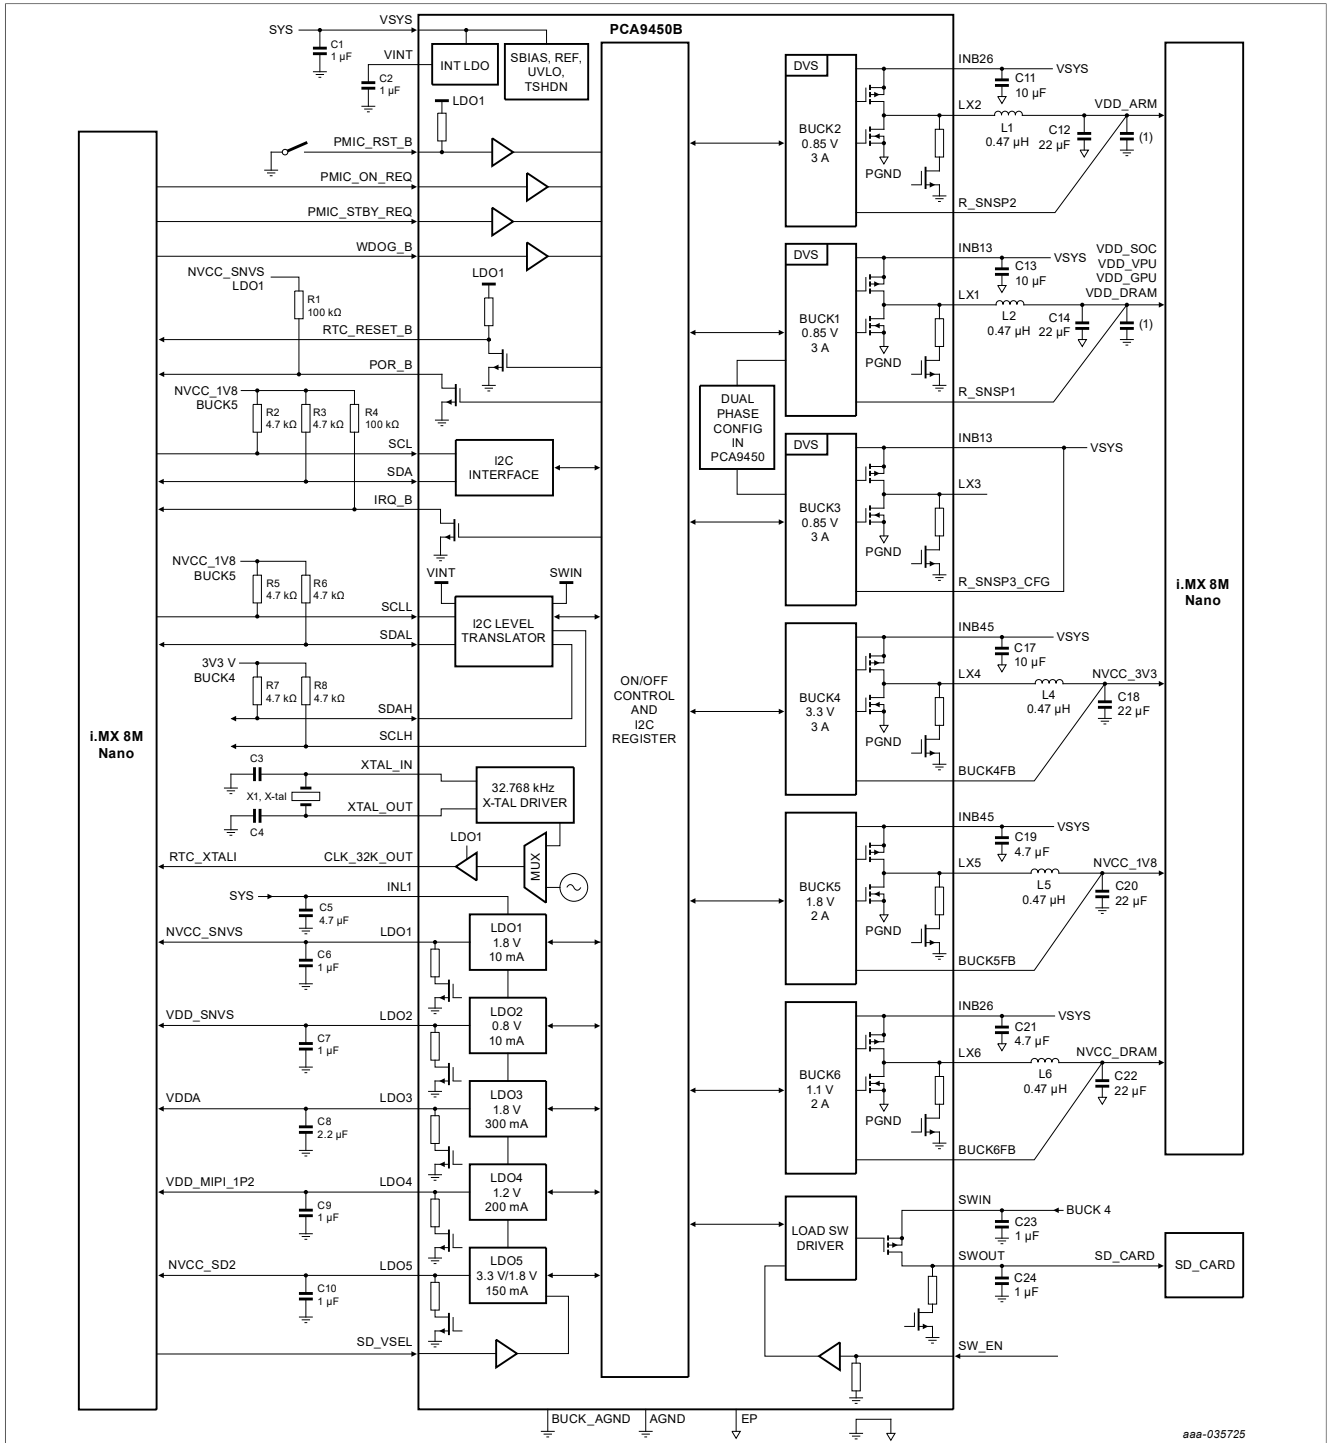 PCA9450B
SYS
VSYS
C1
1 µF
VINT
C2
1 µF
INT LDO
SBIAS, REF,
UVLO,
TSHDN
LDO1
PMIC_RST_B
PMIC_ON_REQ
PMIC_STBY_REQ
WDOG_B
NVCC_SNVS
LDO1
R1
100 kΩ
LDO1
RTC_RESET_B
POR_B
NVCC_1V8
BUCK5
R2
4.7 kΩ
R3
4.7 kΩ
R4
100 kΩ
SCL
SDA
IRQ_B
I2C
INTERFACE
NVCC_1V8
BUCK5
R5
4.7 kΩ
R6
4.7 kΩ
VINT
SWIN
SCLL
SDAL
I2C LEVEL
TRANSLATOR
3V3 V
BUCK4
R7
4.7 kΩ
R8
4.7 kΩ
SDAH
SCLH
i.MX 8M
Nano
C3
XTAL_IN
X1, X-tal
XTAL_OUT
C4
32.768 kHz
X-TAL DRIVER
LDO1
MUX
RTC_XTALI
CLK_32K_OUT
SYS
INL1
C5
4.7 µF
NVCC_SNVS
LDO1
C6
1 µF
LDO1
1.8 V
10 mA
VDD_SNVS
LDO2
C7
1 µF
LDO2
0.8 V
10 mA
VDDA
LDO3
C8
2.2 µF
LDO3
1.8 V
300 mA
VDD_MIPI_1P2
LDO4
C9
1 µF
LDO4
1.2 V
200 mA
NVCC_SD2
LDO5
C10
1 µF
LDO5
3.3 V/1.8 V
150 mA
SD_VSEL
ON/OFF
CONTROL
AND
I2C
REGISTER
DVS
BUCK2
0.85 V
3 A
PGND
INB26
VSYS
C11
10 µF
LX2
L1
0.47 µH
C12
22 µF
VDD_ARM
(1)
R_SNSP2
DVS
BUCK1
0.85 V
3 A
PGND
INB13
VSYS
C13
10 µF
LX1
L2
0.47 µH
C14
22 µF
VDD_SOC
VDD_VPU
VDD_GPU
VDD_DRAM
(1)
R_SNSP1
DUAL
PHASE
CONFIG
IN
PCA9450
DVS
BUCK3
0.85 V
3 A
PGND
INB13
VSYS
LX3
R_SNSP3_CFG
i.MX 8M
Nano
BUCK4
3.3 V
3 A
PGND
INB45
VSYS
C17
10 µF
LX4
L4
0.47 µH
NVCC_3V3
C18
22 µF
BUCK4FB
BUCK5
1.8 V
2 A
PGND
INB45
VSYS
C19
4.7 µF
LX5
L5
0.47 µH
NVCC_1V8
C20
22 µF
BUCK5FB
BUCK6
1.1 V
2 A
PGND
INB26
VSYS
C21
4.7 µF
LX6
L6
0.47 µH
NVCC_DRAM
C22
22 µF
BUCK6FB
LOAD SW
DRIVER
SWIN
BUCK 4
C23
1 µF
SWOUT
SD_CARD
C24
1 µF
SD_CARD
SW_EN
BUCK_AGND
AGND
EP
aaa-035725